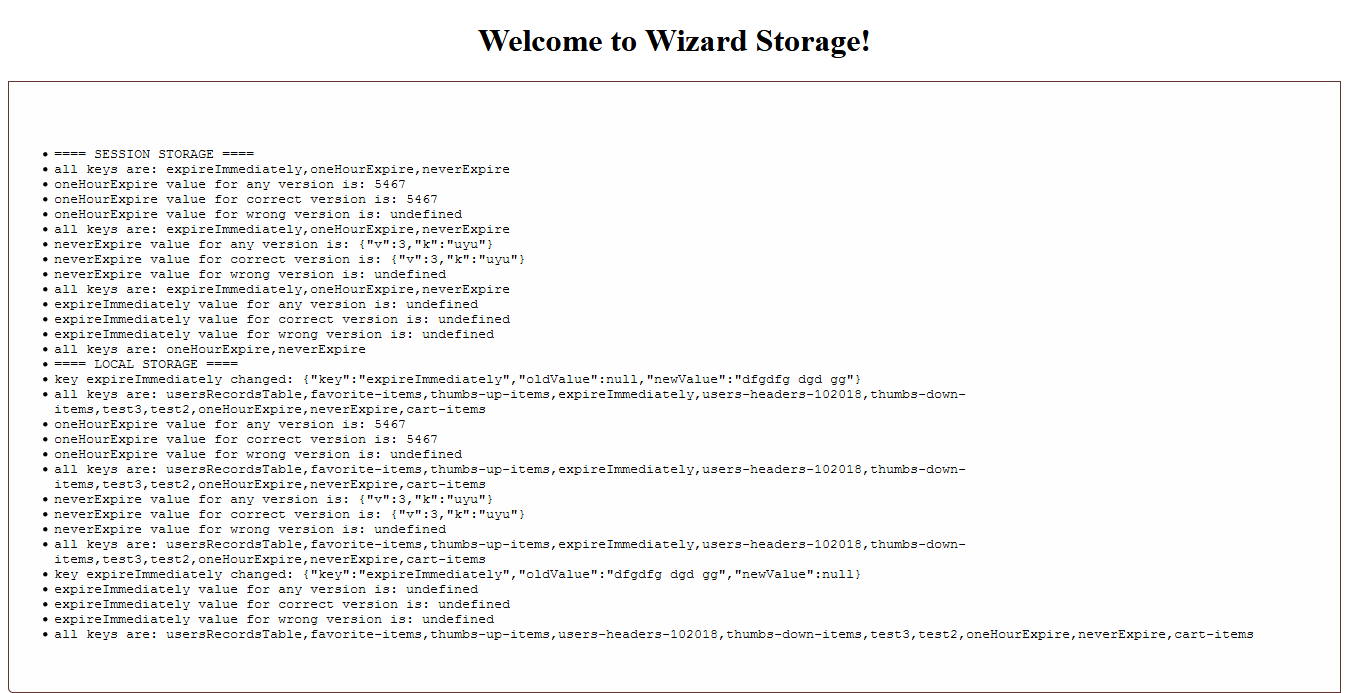 Welcome to Wizard Storage!
==== SESSION STORAGE ====
all keys are: expireImmediately,oneHourExpire,neverExpire
oneHourExpire value for any version is: 5467
oneHourExpire value for correct version is: 5467
oneHourExpire value for wrong version is: undefined
all keys are: expireImmediately,oneHourExpire,neverExpire
neverExpire value for any version is: {"v":3,"k":"uyu"}
neverExpire value for correct version is: {"v":3,"k":"uyu"}
neverExpire value for wrong version is: undefined
all keys are: expireImmediately,oneHourExpire,neverExpire
expireImmediately value for any version is: undefined
expireImmediately value for correct version is: undefined
expireImmediately value for wrong version is: undefined
all keys are: oneHourExpire,neverExpire
==== LOCAL STORAGE ====
key expireImmediately changed: {"key":"expireImmediately","oldValue":null,"newValue":"dfgdfg dgd gg"}
all keys are: usersRecordsTable,favorite-items,thumbs-up-items,expireImmediately,users-headers-102018,thumbs-down-
items,test3,test2,oneHourExpire,neverExpire,cart-items
oneHourExpire value for any version is: 5467
oneHourExpire value for correct version is: 5467
oneHourExpire value for wrong version is: undefined
all keys are: usersRecordsTable,favorite-items,thumbs-up-items,expireImmediately,users-headers-102018,thumbs-down-
items,test3,test2,oneHourExpire,neverExpire,cart-items
neverExpire value for any version is: {"v":3,"k":"uyu"}
neverExpire value for correct version is: {"v":3,"k":"uyu"}
neverExpire value for wrong version is: undefined
all keys are: usersRecordsTable,favorite-items,thumbs-up-items,expireImmediately,users-headers-102018,thumbs-down-
items,test3,test2,oneHourExpire,neverExpire,cart-items
key expireImmediately changed: {"key":"expireImmediately","oldValue":"dfgdfg dgd gg","newValue":null}
expireImmediately value for any version is: undefined
expireImmediately value for correct version is: undefined
expireImmediately value for wrong version is: undefined
all keys are: usersRecordsTable,favorite-items,thumbs-up-items,users-headers-102018,thumbs-down-items,test3,test2,oneHourExpire,neverExpire,cart-items